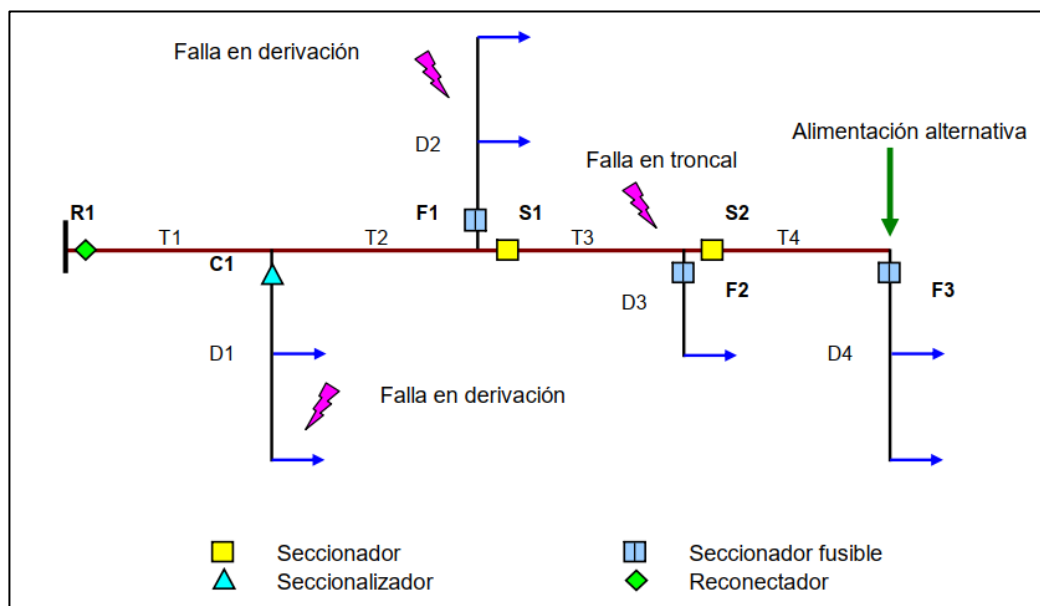 Falla en derivación
D2
Alimentación alternativa
Falla en troncal
R1
F1
S1
S2
T1
T2
T3
T4
C1
D3
F2
F3
D1
D4
Falla en derivación
Seccionador
Seccionador fusible
Seccionalizador
Reconectador